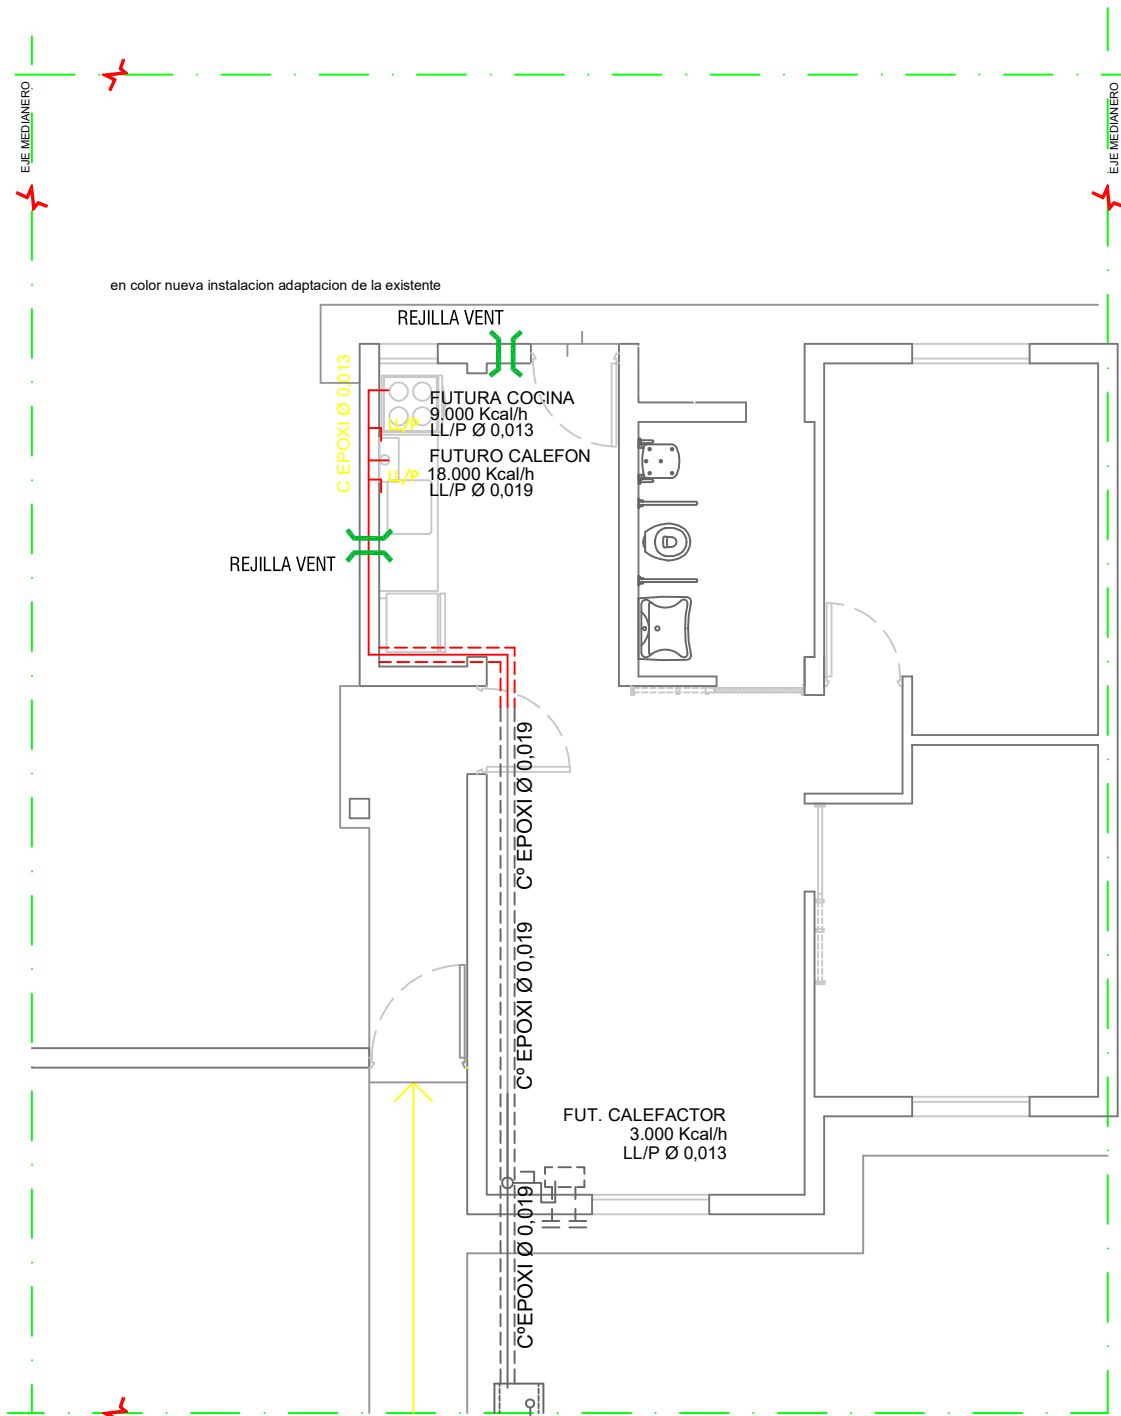 EJE MEDIANERO
EJE MEDIANERO
en color nueva instalacion adaptacion de la existente
REJILLA VENT
C EPOXI Ø 0,013
FUTURA COCINA
9.000 Kcal/h
LL/P
LL/P Ø 0,013
FUTURO CALEFON
LL/P
18.000 Kcal/h
LL/P Ø 0,019
REJILLA VENT
Cº EPOXI Ø 0,019
Cº EPOXI Ø 0,019
FUT. CALEFACTOR
3.000 Kcal/h
LL/P Ø 0,013
CºEPOXI Ø 0,019